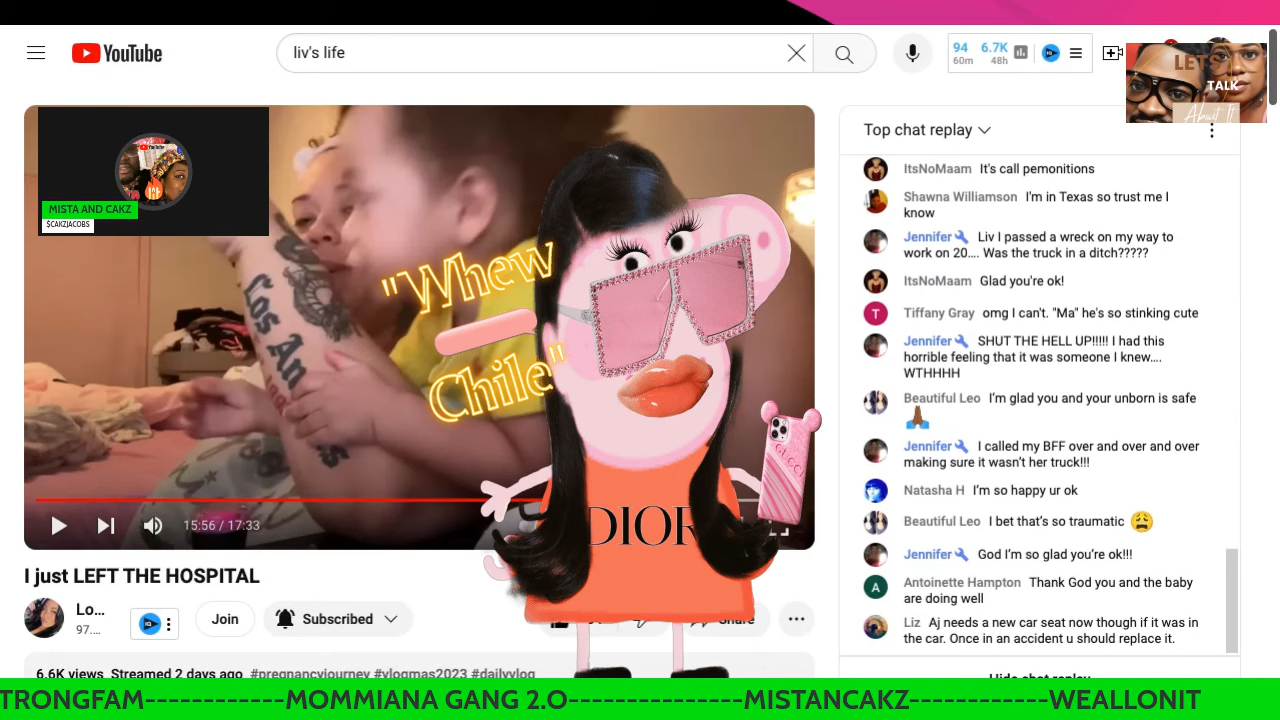 YouTube
liv's life
94 6.7K
60m 48h
LETS
TALK
About It
MISTA AND CAKZ
$CAKZJACOBS
"Whew
Chile"
Los An
DIOR
GUCCI
15:56 / 17:33
Top chat replay
ItsNoMaam It's call pemonitions
Shawna Williamson I'm in Texas so trust me I
know
Jennifer Liv I passed a wreck on my way to
work on 20.... Was the truck in a ditch?????
ItsNoMaam Glad you're ok!
T Tiffany Gray omg I can't. "Ma" he's so stinking cute
Jennifer SHUT THE HELL UP!!!!! I had this
horrible feeling that it was someone I knew....
WTHHHH
Beautiful Leo I'm glad you and your unborn is safe
Jennifer I called my BFF over and over and over
making sure it wasn't her truck!!!
Natasha H I'm so happy ur ok
Beautiful Leo I bet that's so traumatic
Jennifer God I'm so glad you're ok!!!
A Antoinette Hampton Thank God you and the baby
are doing well
Liz Aj needs a new car seat now though if it was in
the car. Once in an accident u should replace it.
Hide chat replay
I just LEFT THE HOSPITAL
Lo...
97....
IQ
Join
Subscribed
Share
6.6K views Streamed 2 days ago #pregnancyjourney #vlogmas2023 #dailyvlog
TRONGFAM------------MOMMIANA GANG 2.O---------------MISTANCAKZ------------WEALLONIT